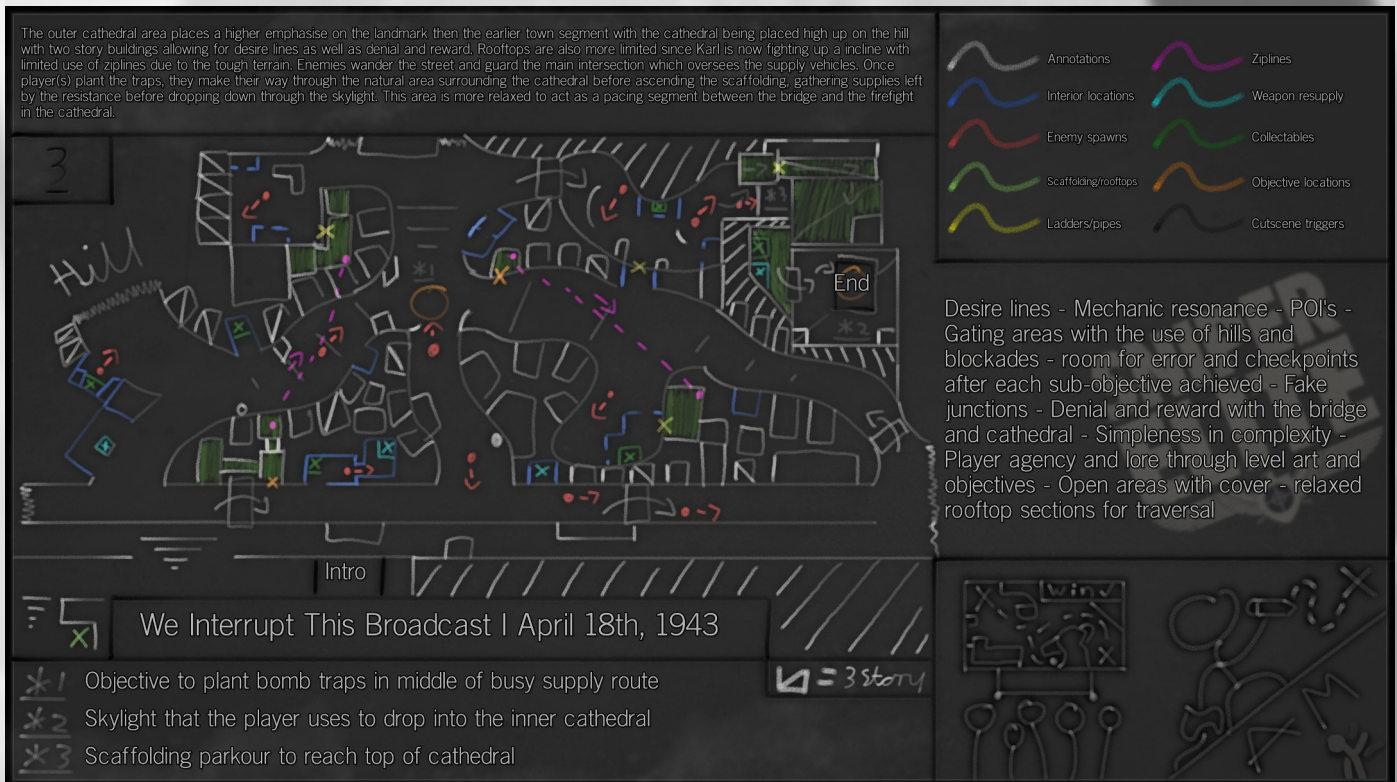 The outer cathedral area places a higher emphasise on the landmark then the earlier town segment with the cathedral being placed high up on the hill
with two story buildings allowing for desire lines as well as denial and reward. Rooftops are also more limited since Karl is now fighting up a incline with
limited use of ziplines due to the tough terrain. Enemies wander the street and guard the main intersection which oversees the supply vehicles. Once
player(s) plant the traps, they make their way through the natural area surrounding the cathedral before ascending the scaffolding, gathering supplies left
by the resistance before dropping down through the skylight. This area is more relaxed to act as a pacing segment between the bridge and the firefight
in the cathedral.
Annotations
Ziplines
Interior locations
Weapon resupply
Enemy spawns
Collectables
Scaffolding/rooftops
Objective locations
Ladders/pipes
Cutscene triggers
3
Hill
*1
*3
End
*2
Desire lines - Mechanic resonance - POI's -
Gating areas with the use of hills and
blockades - room for error and checkpoints
after each sub-objective achieved - Fake
junctions - Denial and reward with the bridge
and cathedral - Simpleness in complexity -
Player agency and lore through level art and
objectives - Open areas with cover - relaxed
rooftop sections for traversal
Intro
We Interrupt This Broadcast I April 18th, 1943
= 3 Story
*1 Objective to plant bomb traps in middle of busy supply route
*2 Skylight that the player uses to drop into the inner cathedral
*3 Scaffolding parkour to reach top of cathedral